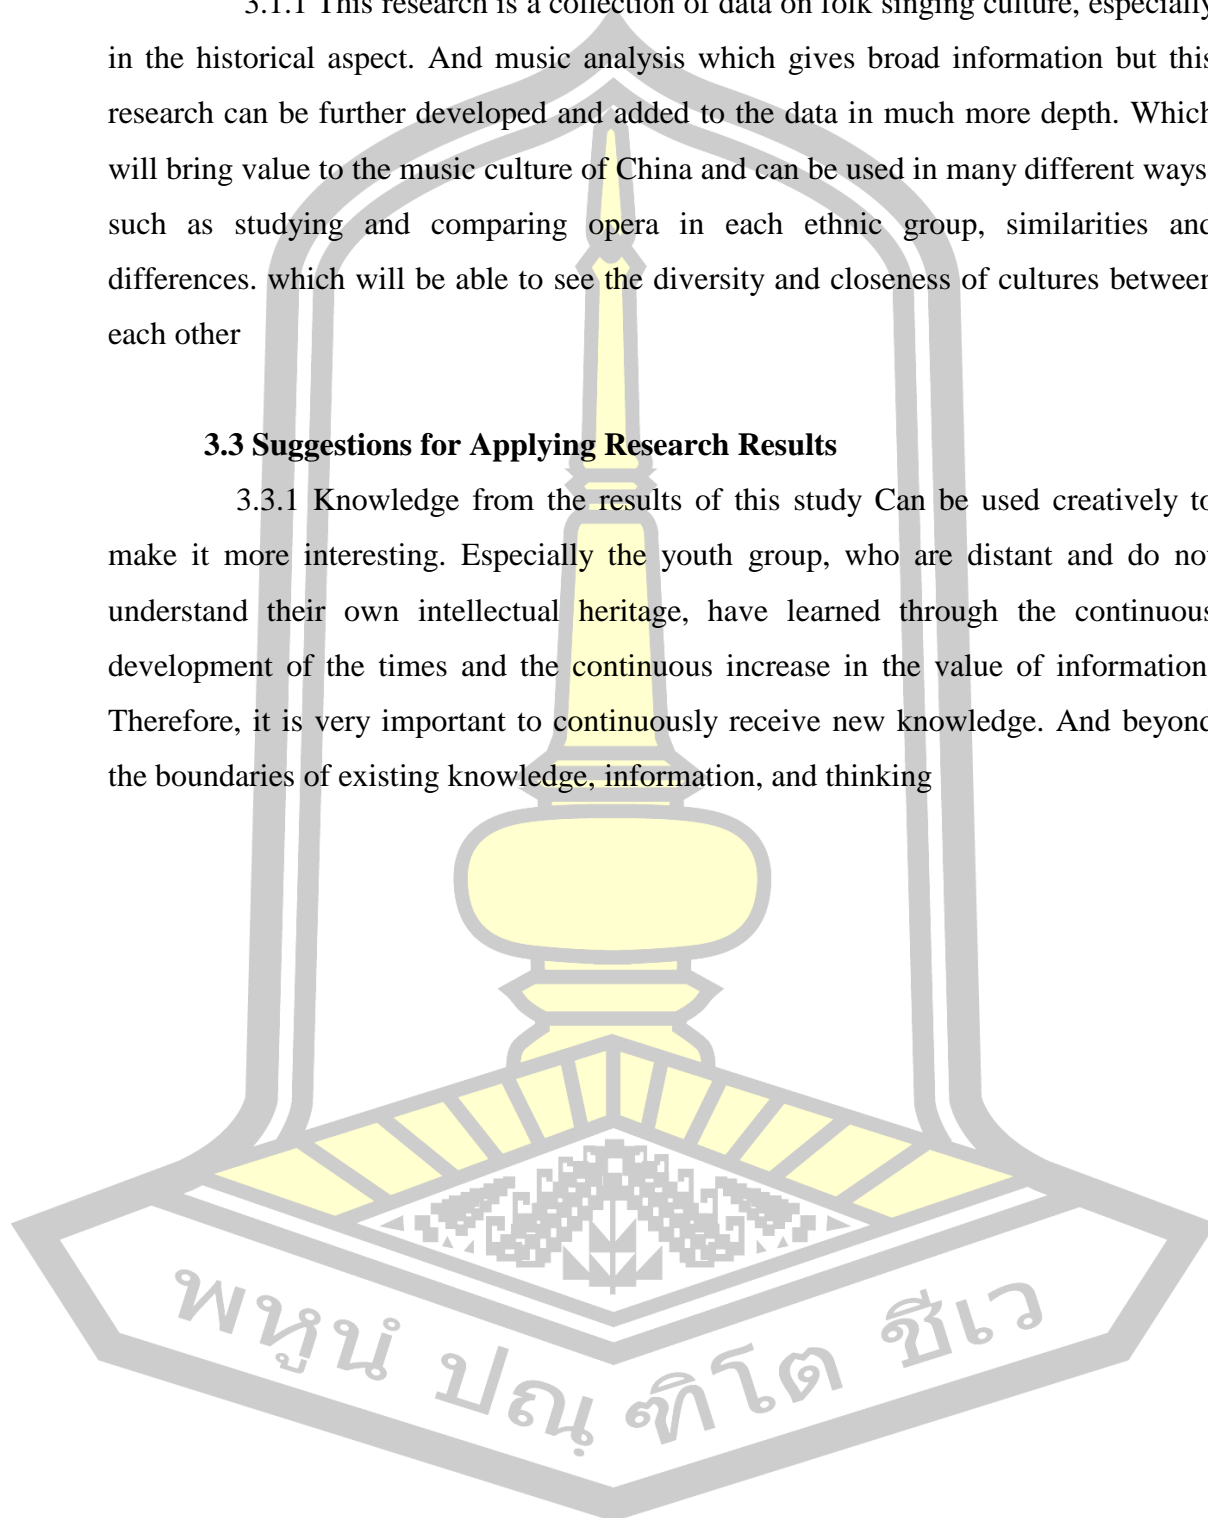 3.1.1 This research is a collection of data on folk singing culture, especially
in the historical aspect. And music analysis which gives broad information but this
research can be further developed and added to the data in much more depth. Which
will bring value to the music culture of China and can be used in many different ways
such as studying and comparing opera in each ethnic group, similarities and
differences. which will be able to see the diversity and closeness of cultures between
each other
3.3 Suggestions for Applying Research Results
3.3.1 Knowledge from the results of this study Can be used creatively to
make it more interesting. Especially the youth group, who are distant and do not
understand their own intellectual heritage, have learned through the continuous
development of the times and the continuous increase in the value of information
Therefore, it is very important to continuously receive new knowledge. And beyond
the boundaries of existing knowledge, information, and thinking
พหูนํ ปณฺฑิโต ชีเว